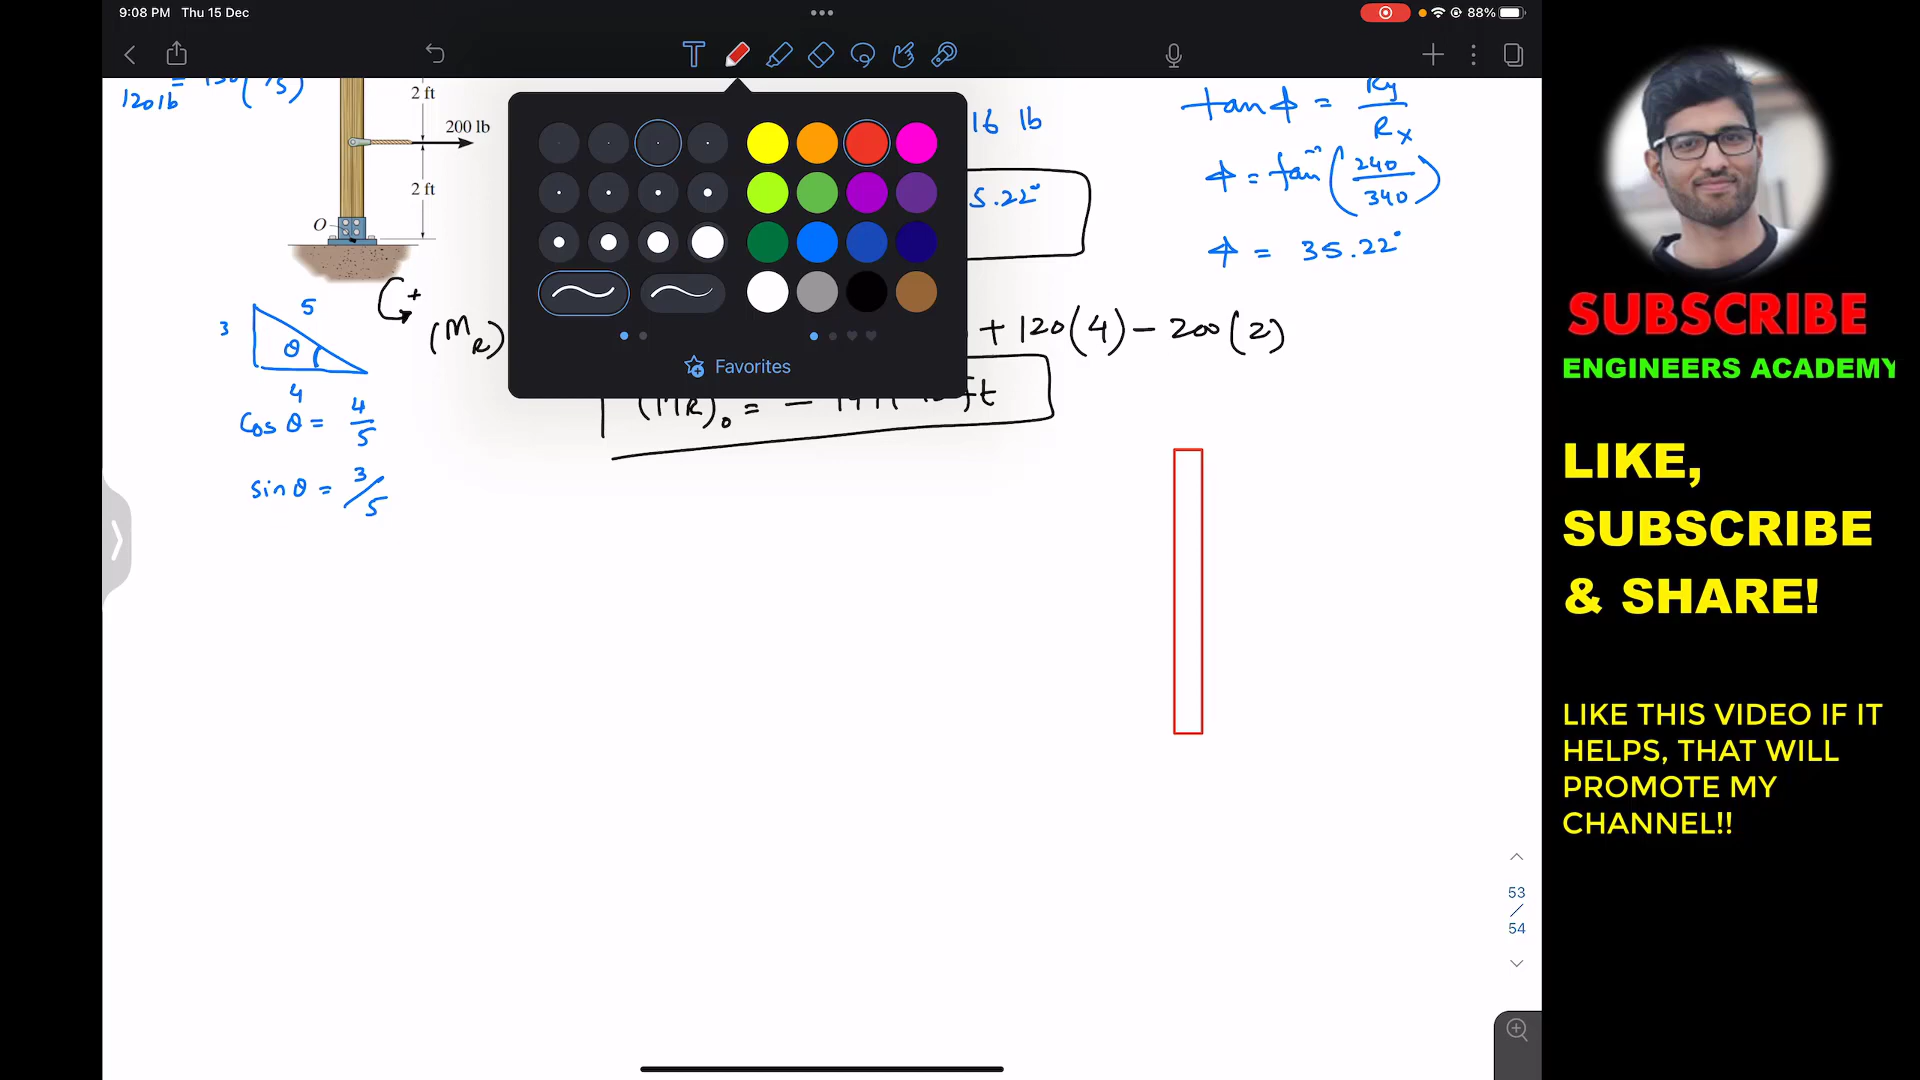 9:08 PM Thu 15 Dec
88%
120 lb
2 ft
200 lb
2 ft
O
16 lb
5.22°
tan ϕ = Ry / Rx
ϕ = tan⁻¹ (240 / 340)
ϕ = 35.22°
+
(MR)
+ 120(4) - 200(2)
(MR)o = -
ft
3
5
θ
4
Cos θ = 4/5
sin θ = 3/5
Favorites
53
54
SUBSCRIBE
ENGINEERS ACADEMY
LIKE,
SUBSCRIBE
& SHARE!
LIKE THIS VIDEO IF IT
HELPS, THAT WILL
PROMOTE MY
CHANNEL!!